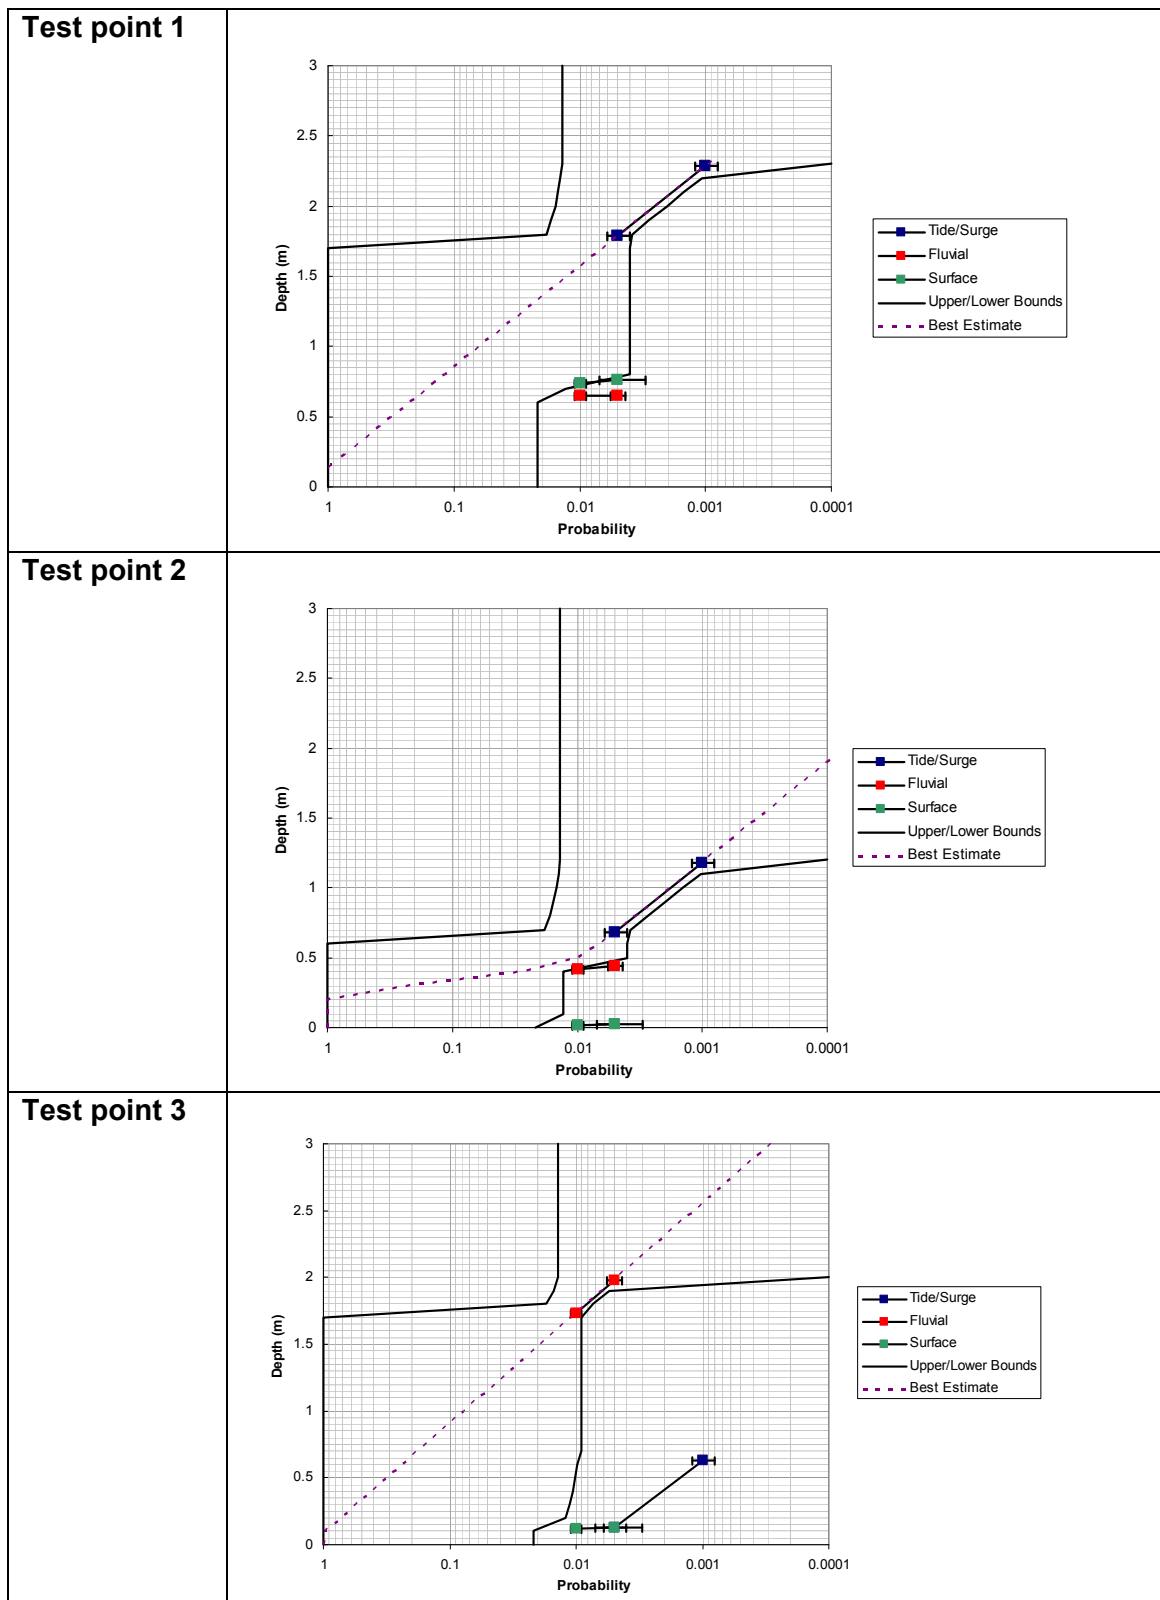 Test point 1
3
2.5
2
1.5
1
0.5
0
Depth (m)
1 0.1 0.01 0.001 0.0001
Probability
Tide/Surge
Fluvial
Surface
Upper/Lower Bounds
Best Estimate
Test point 2
3
2.5
2
1.5
1
0.5
0
Depth (m)
1 0.1 0.01 0.001 0.0001
Probability
Tide/Surge
Fluvial
Surface
Upper/Lower Bounds
Best Estimate
Test point 3
3
2.5
2
1.5
1
0.5
0
Depth (m)
1 0.1 0.01 0.001 0.0001
Probability
Tide/Surge
Fluvial
Surface
Upper/Lower Bounds
Best Estimate